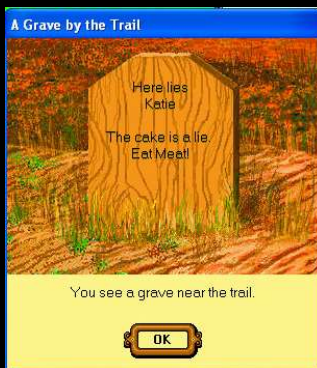 A Grave by the Trail
Here lies
Katie
The cake is a lie.
Eat Meat!
You see a grave near the trail.
OK